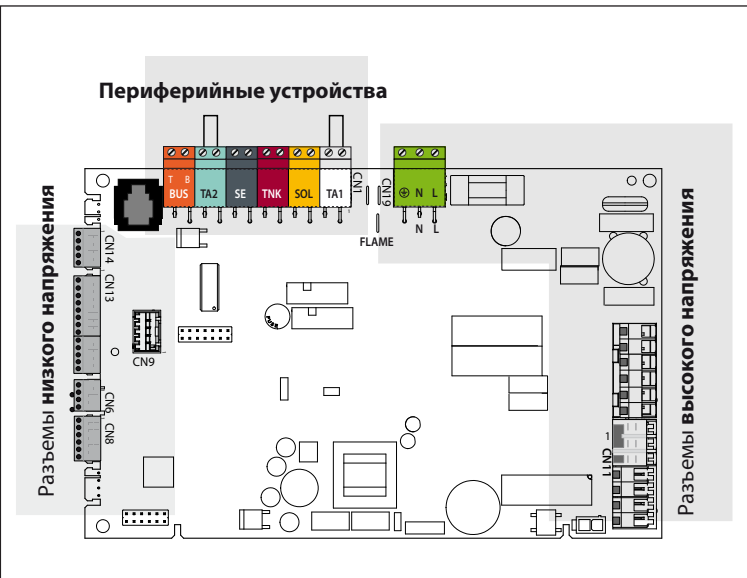 Периферийные устройства
T B
BUS TA2 SE TNK SOL TA1
CN1
CN19
N L
N L
FLAME
Разъемы низкого напряжения
CN14
CN13
CN9
CN6
CN8
PUSH
1
CN11
Разъемы высокого напряжения